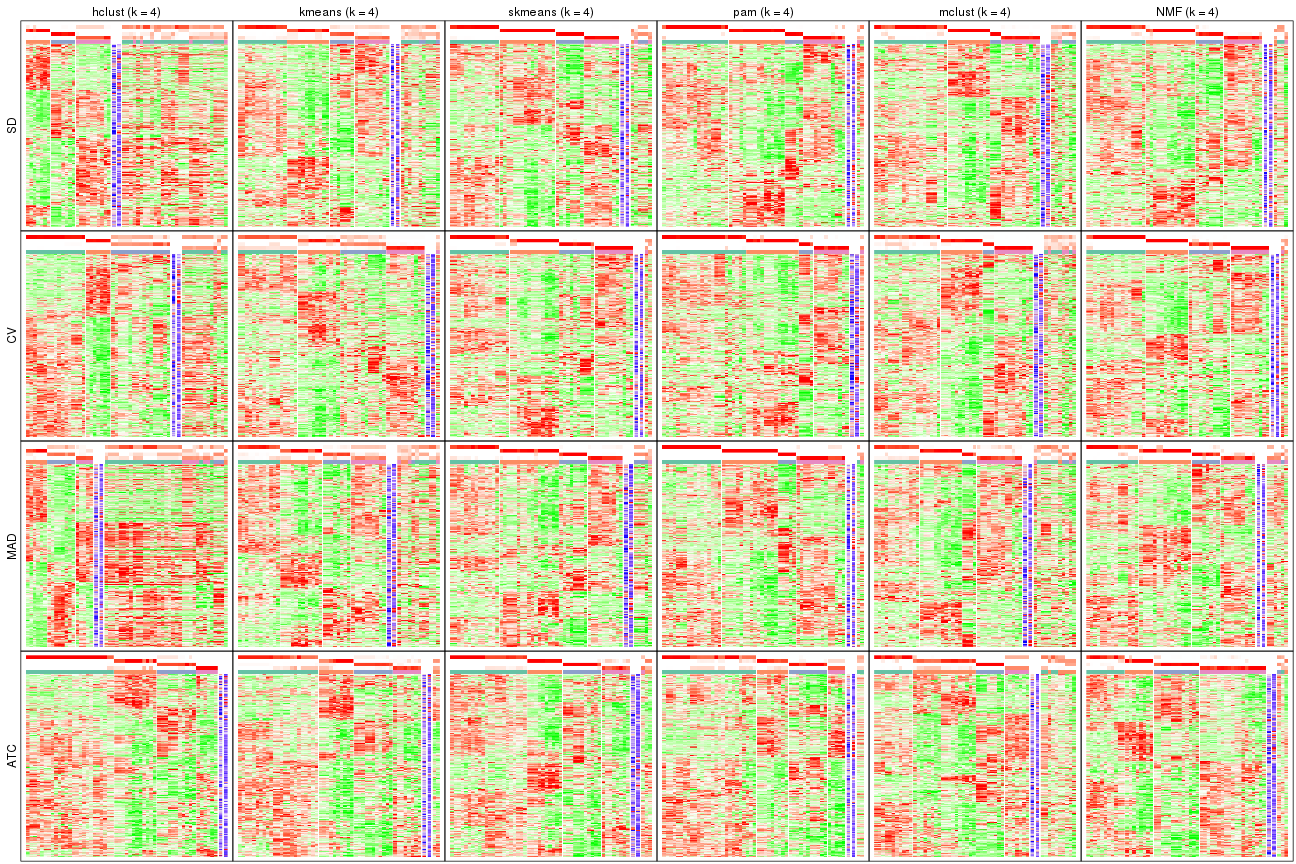 hclust (k = 4) kmeans (k = 4) skmeans (k = 4) pam (k = 4) mclust (k = 4) NMF (k = 4)
SD
CV
MAD
ATC